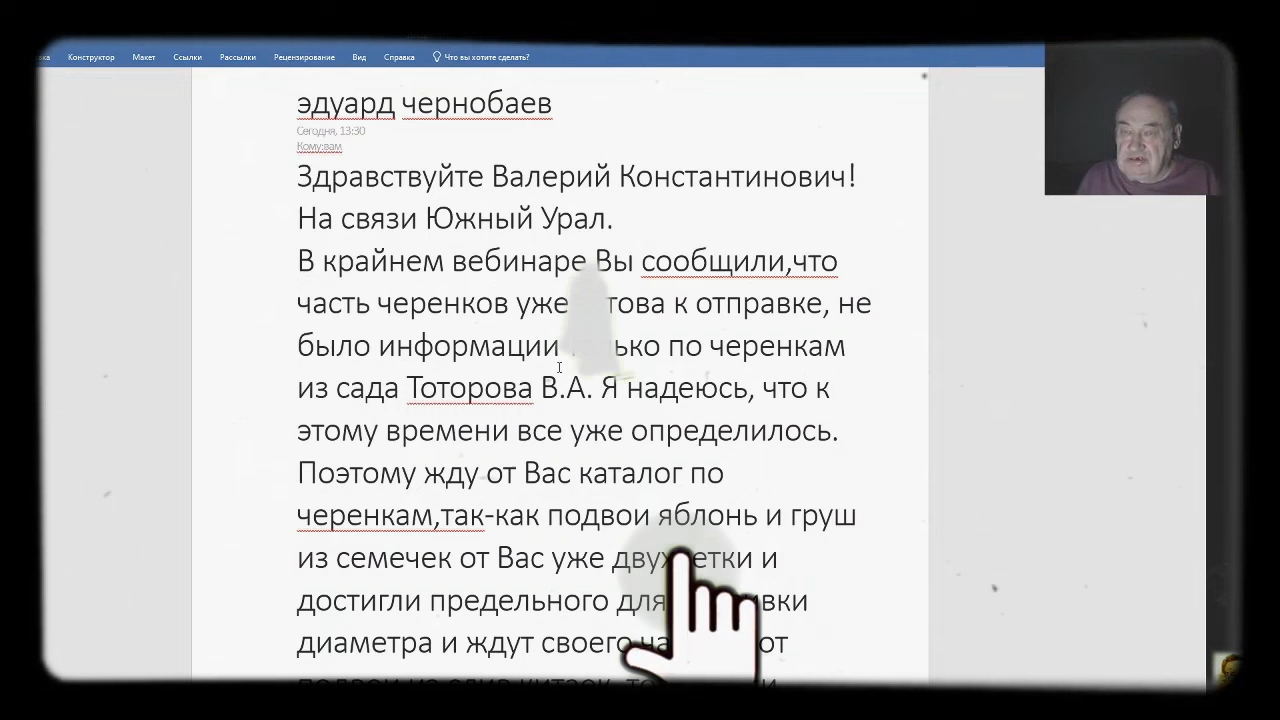 Конструктор Макет Ссылки Рассылки Рецензирование Вид Справка Что вы хотите сделать?
эдуард чернобаев
Сегодня, 13:30
Кому:вам
Здравствуйте Валерий Константинович!
На связи Южный Урал.
В крайнем вебинаре Вы сообщили,что
часть черенков уже това к отправке, не
было информации ько по черенкам
из сада Тоторова В.А. Я надеюсь, что к
этому времени все уже определилось.
Поэтому жду от Вас каталог по
черенкам,так-как подвои яблонь и груш
из семечек от Вас уже двух етки и
достигли предельного для вки
диаметра и ждут своего ча от